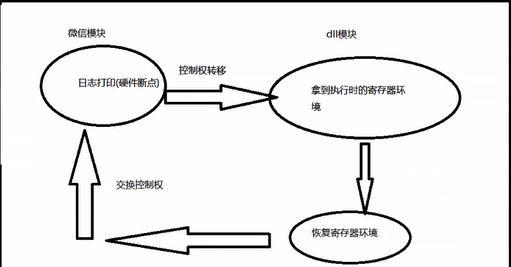 微信模块
dll模块
日志打印(硬件断点)
控制权转移
拿到执行时的寄存器环
境
交换控制权
恢复寄存器环境